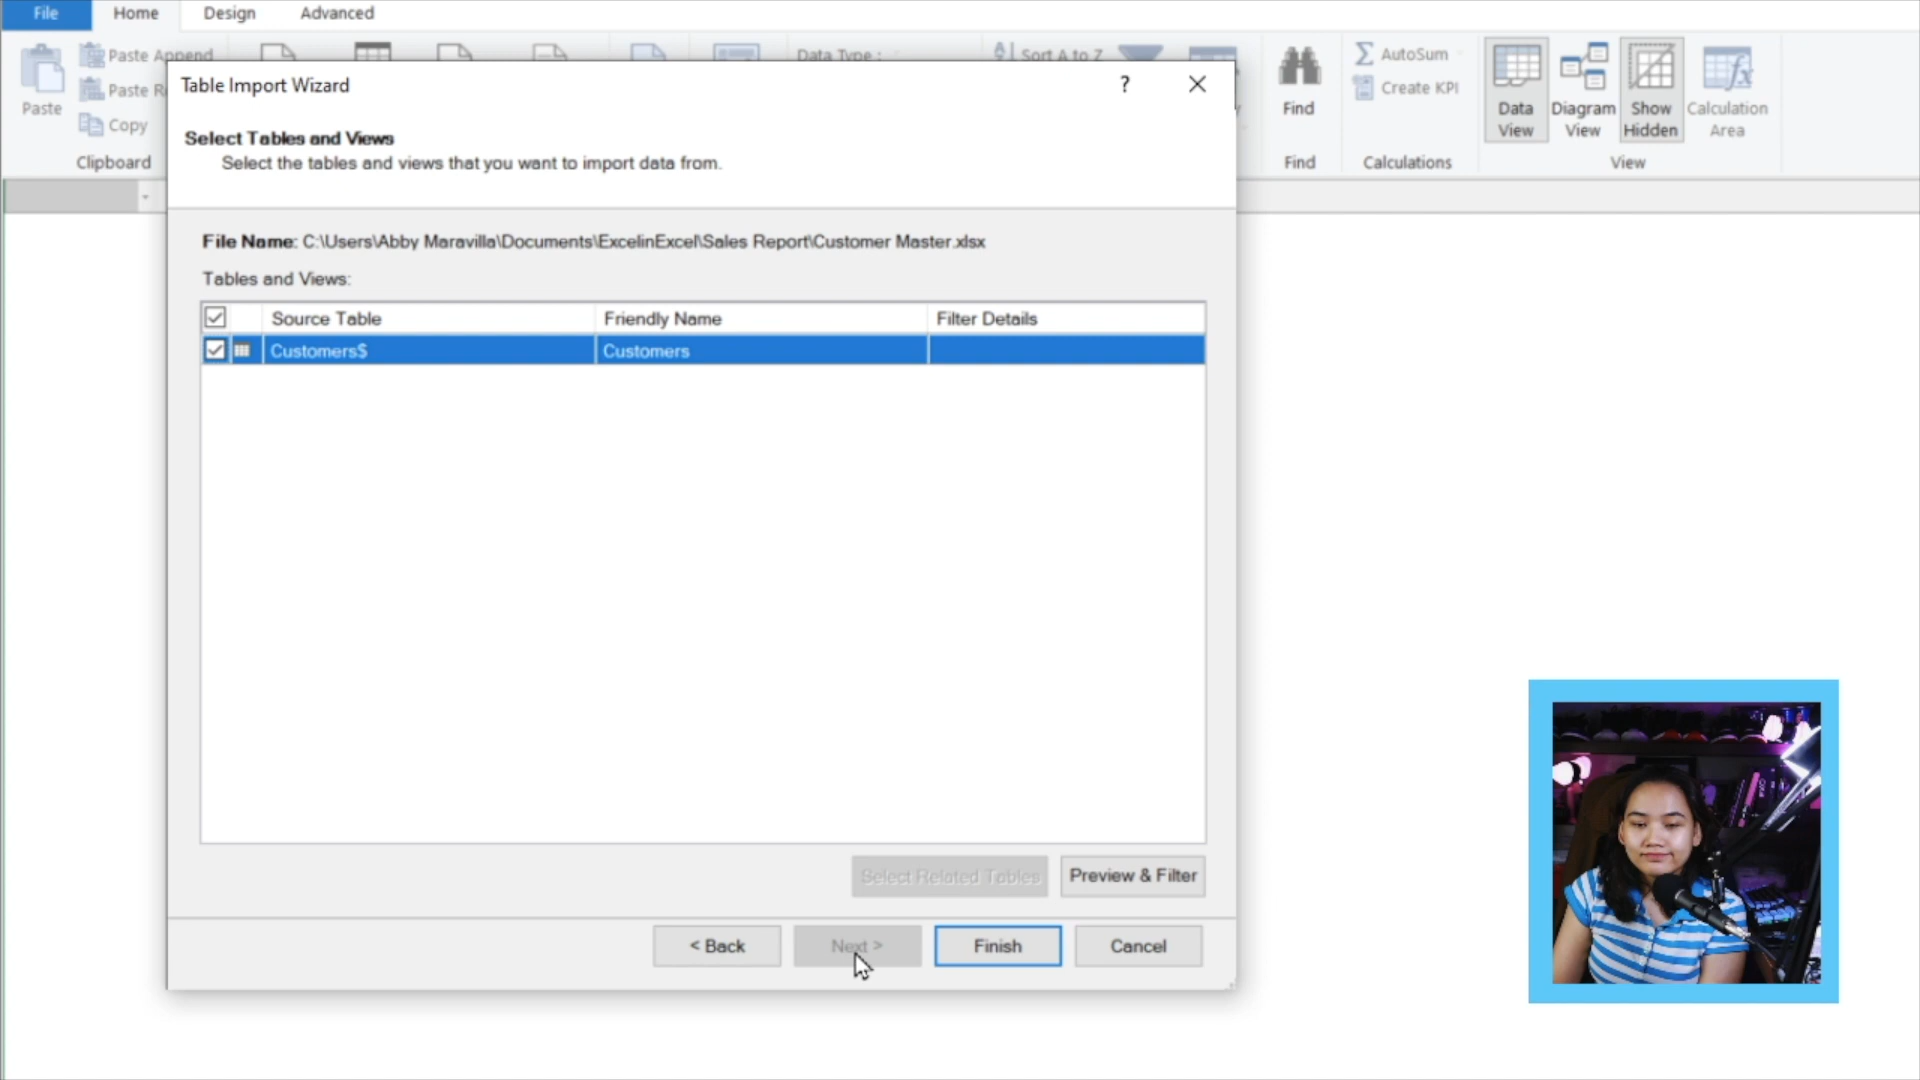 File Home Design Advanced
Paste Append
Data Type :
Sort A to Z
AutoSum
Paste
Copy
Clipboard
Find
Create KPI
Data View
Diagram View
Show Hidden
Calculation Area
Find
Calculations
View
Table Import Wizard ? ×
Select Tables and Views
Select the tables and views that you want to import data from.
File Name: C:\Users\Abby Maravilla\Documents\ExcelinExcel\Sales Report\Customer Master.xlsx
Tables and Views:
Source Table Friendly Name Filter Details
Customers$ Customers
Select Related Tables Preview & Filter
< Back Next > Finish Cancel